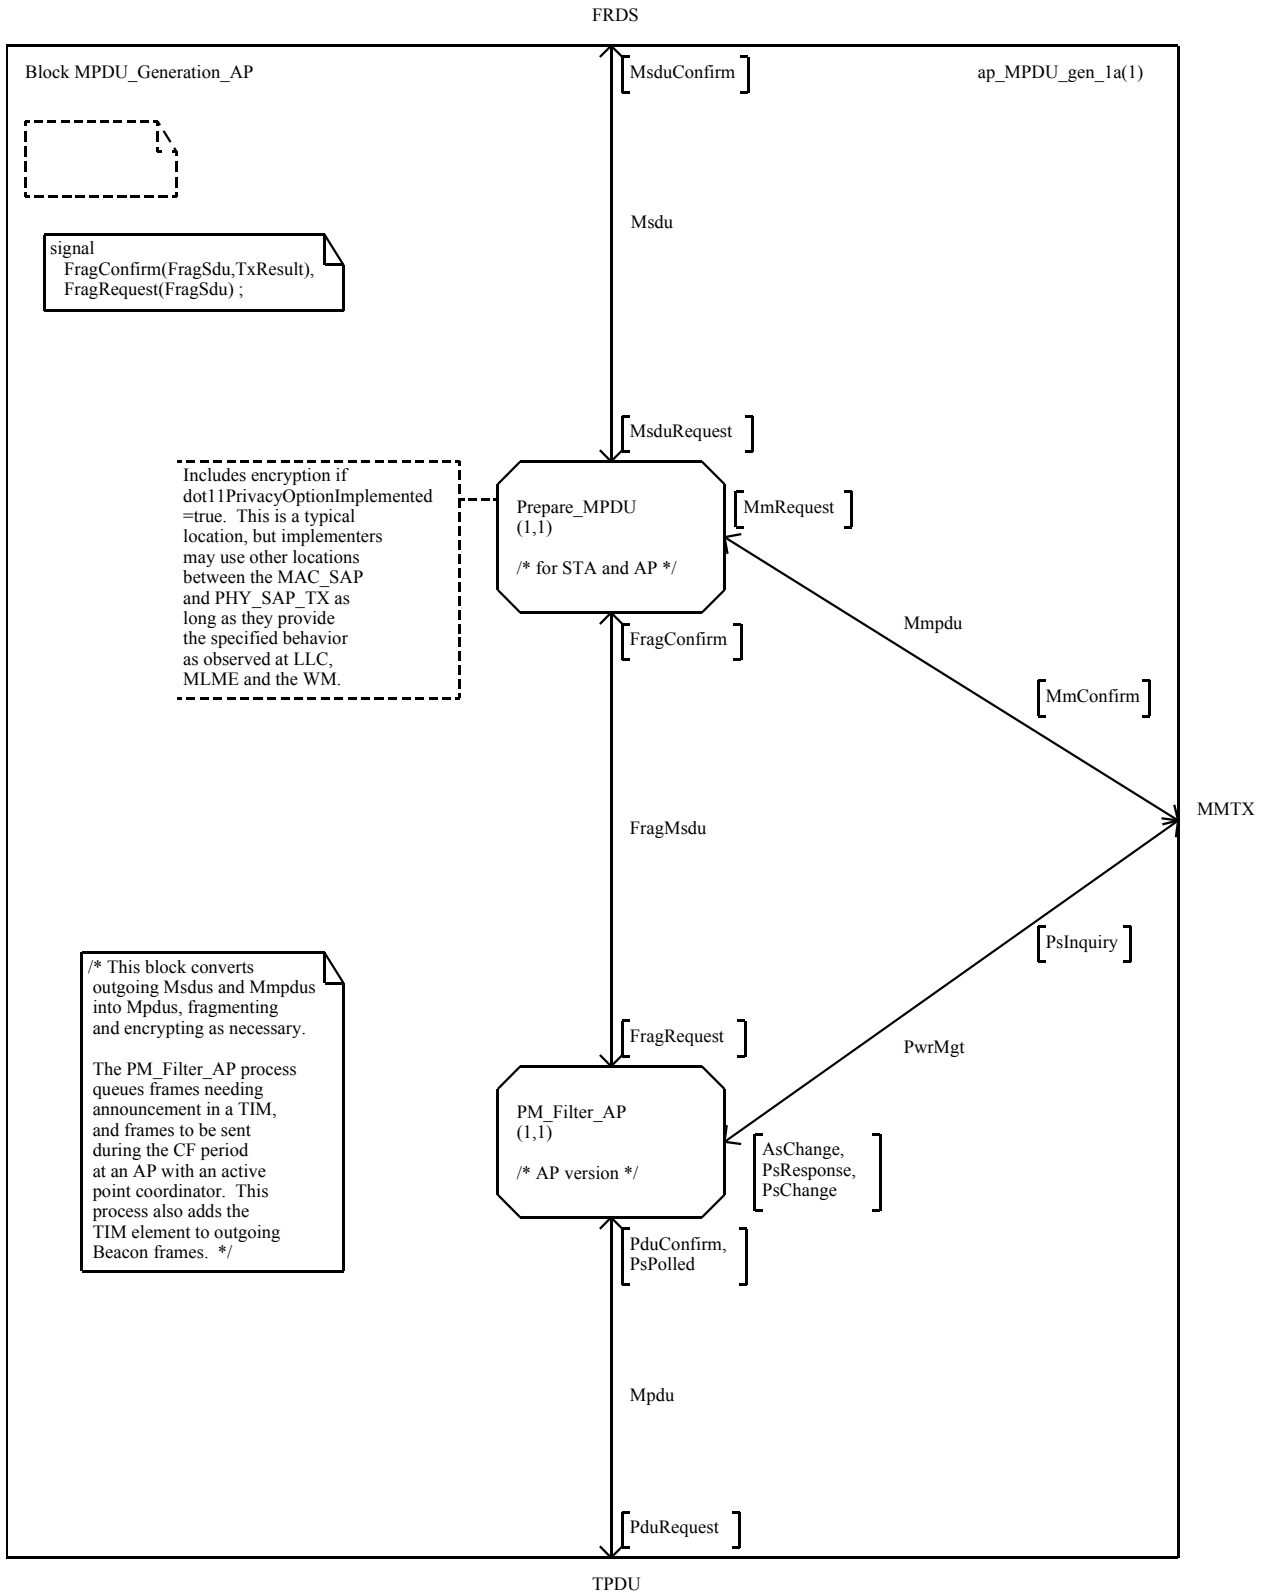 FRDS
Block MPDU_Generation_AP
MsduConfirm
ap_MPDU_gen_1a(1)
Msdu
signal
FragConfirm(FragSdu,TxResult),
FragRequest(FragSdu) ;
MsduRequest
Includes encryption if
dot11PrivacyOptionImplemented
=true.  This is a typical
location, but implementers
may use other locations
between the MAC_SAP
and PHY_SAP_TX as
long as they provide
the specified behavior
as observed at LLC,
MLME and the WM.
Prepare_MPDU
(1,1)
/* for STA and AP */
MmRequest
Mmpdu
FragConfirm
MmConfirm
MMTX
FragMsdu
PsInquiry
/* This block converts
outgoing Msdus and Mmpdus
into Mpdus, fragmenting
and encrypting as necessary.
The PM_Filter_AP process
queues frames needing
announcement in a TIM,
and frames to be sent
during the CF period
at an AP with an active
point coordinator.  This
process also adds the
TIM element to outgoing
Beacon frames.  */
FragRequest
PwrMgt
PM_Filter_AP
(1,1)
/* AP version */
AsChange,
PsResponse,
PsChange
PduConfirm,
PsPolled
Mpdu
PduRequest
TPDU